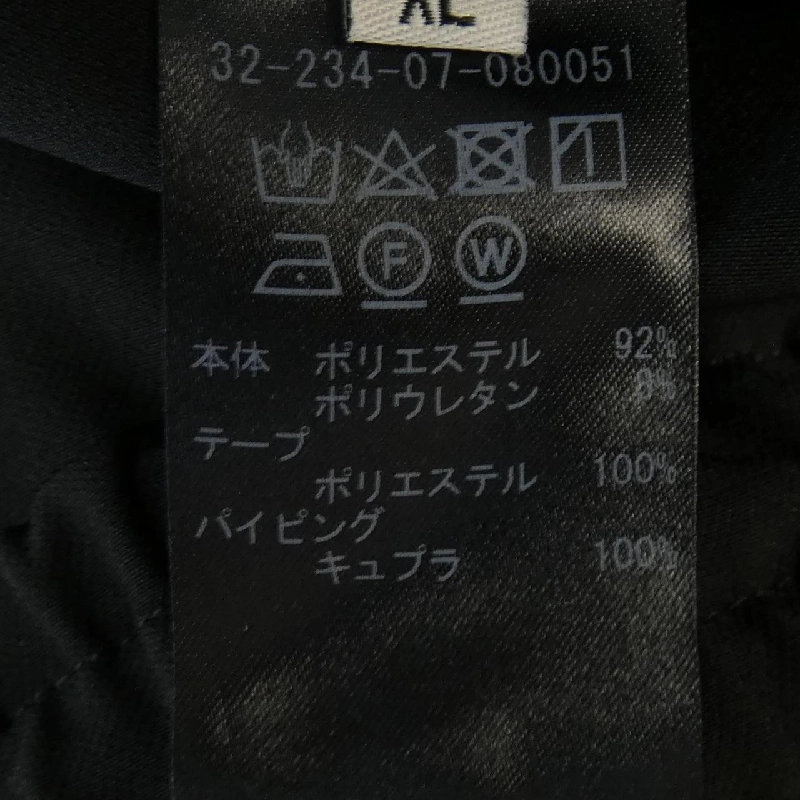 XL
32-234-07-080051
F W
本体 ポリエステル 92%
ポリウレタン 8%
テープ
ポリエステル 100%
パイピング
キュプラ 100%